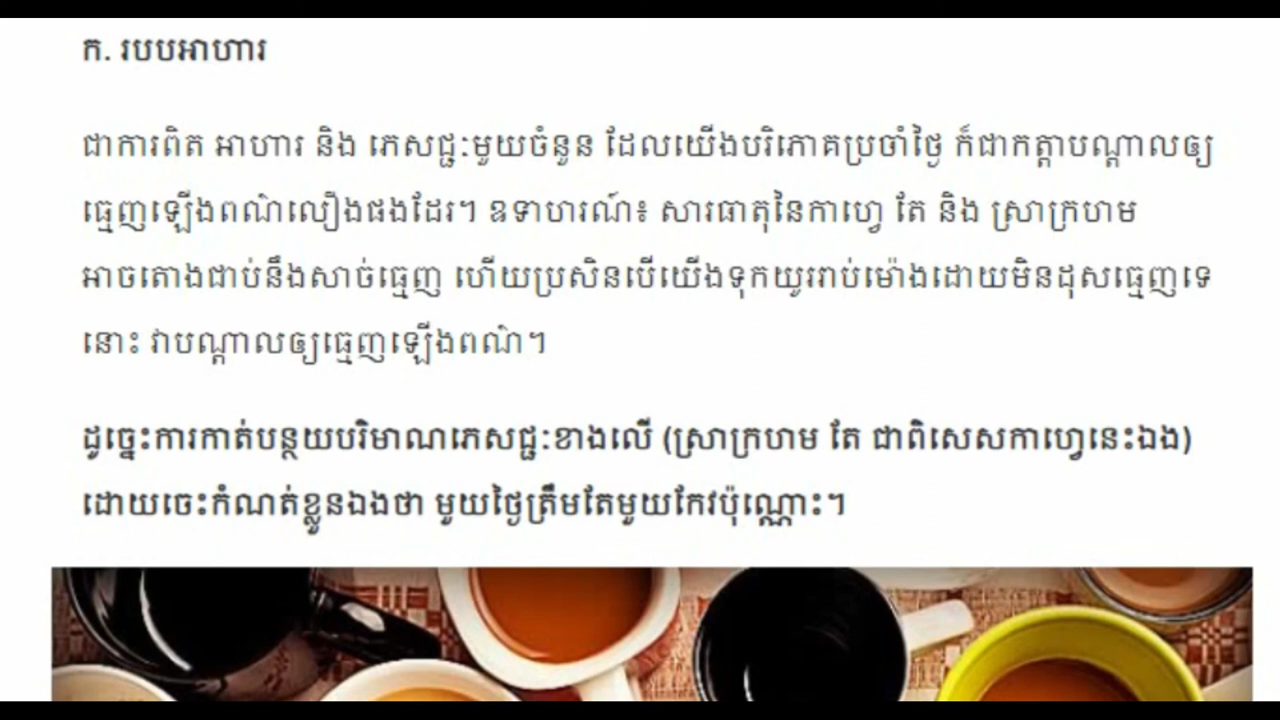 ក. របបអាហារ
ជាការពិត អាហារ និង ភេសជ្ជៈមួយចំនួន ដែលយើងបរិភោគប្រចាំថ្ងៃ ក៏ជាកត្តាបណ្តាលឲ្យ
ធ្មេញឡើងពណ៌លឿងផងដែរ។ ឧទាហរណ៍៖ សារធាតុនៃកាហ្វេ តែ និង ស្រាក្រហម
អាចតោងជាប់នឹងសាច់ធ្មេញ ហើយប្រសិនបើយើងទុកយូររាប់ម៉ោងដោយមិនដុសធ្មេញទេ
នោះ វាបណ្តាលឲ្យធ្មេញឡើងពណ៌។
ដូច្នេះការកាត់បន្ថយបរិមាណភេសជ្ជៈខាងលើ (ស្រាក្រហម តែ ជាពិសេសកាហ្វេនេះឯង)
ដោយចេះកំណត់ខ្លួនឯងថា មួយថ្ងៃត្រឹមតែមួយកែវប៉ុណ្ណោះ។